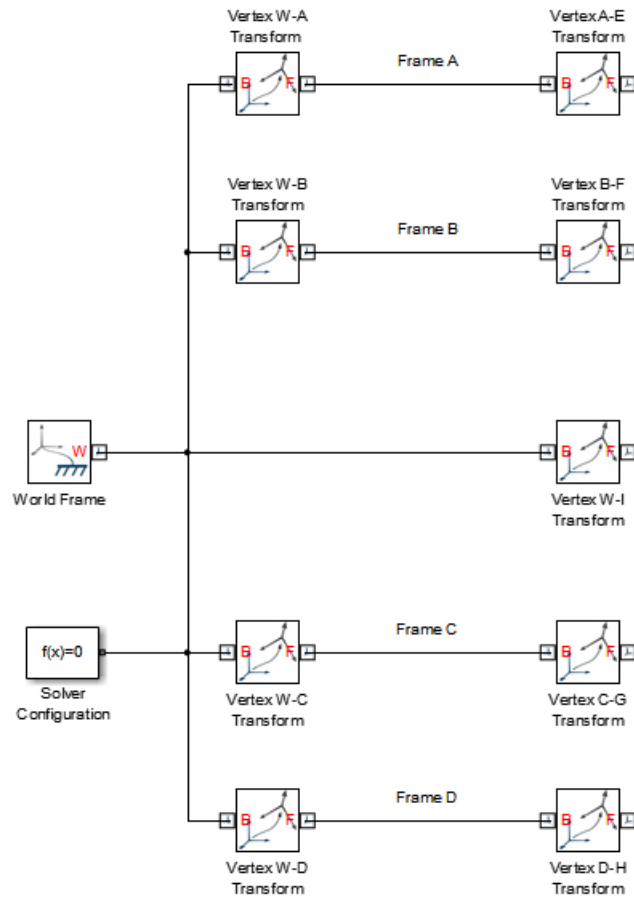 Vertex W-A
Transform
Vertex A-E
Transform
B
F
Frame A
B
F
Vertex W-B
Transform
Vertex B-F
Transform
B
F
Frame B
B
F
W
World Frame
B
F
Vertex W-I
Transform
f(x)=0
Solver
Configuration
B
F
Frame C
B
F
Vertex W-C
Transform
Vertex C-G
Transform
B
F
Frame D
B
F
Vertex W-D
Transform
Vertex D-H
Transform